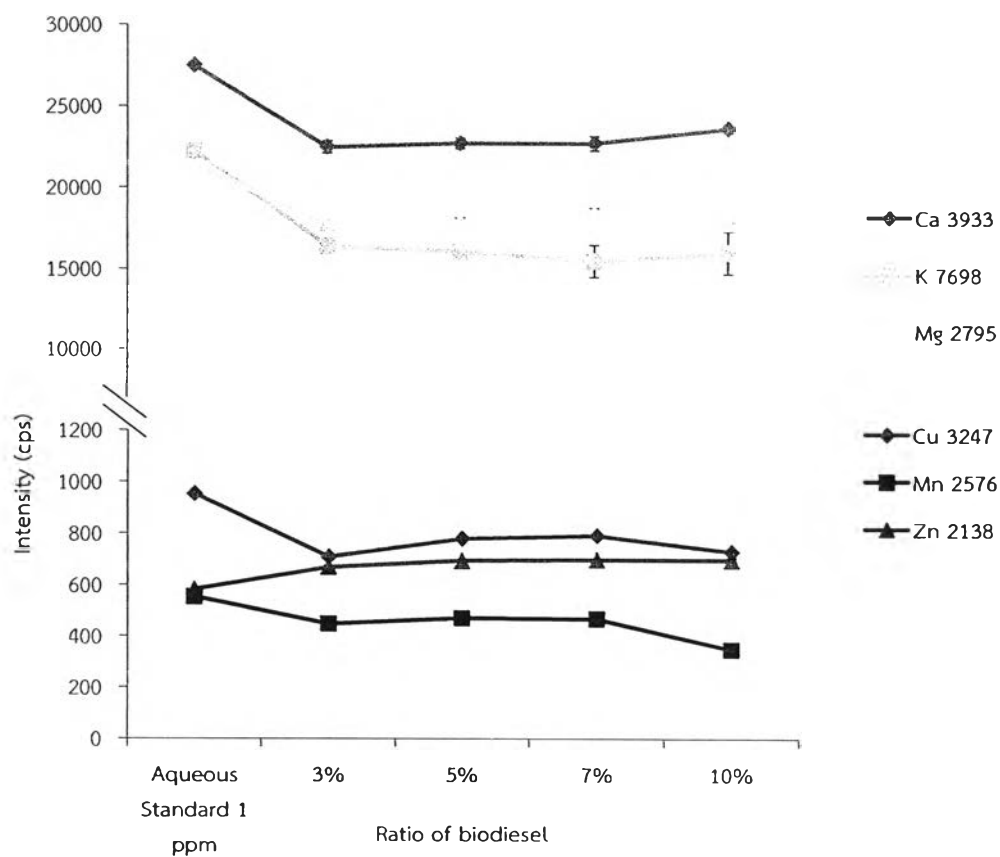 30000
25000
20000
15000
10000
1200
1000
800
600
400
200
0
Intensity (cps)
Aqueous
Standard 1
ppm
3%
5%
7%
10%
Ratio of biodiesel
Ca 3933
K 7698
Mg 2795
Cu 3247
Mn 2576
Zn 2138